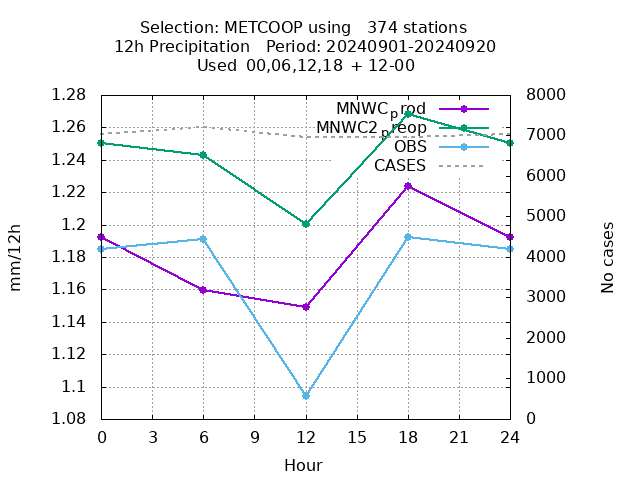 Selection: METCOOP using   374 stations
12h Precipitation   Period: 20240901-20240920
Used  00,06,12,18 + 12-00
MNWCprod
MNWC2preop
OBS
CASES
1.28
1.26
1.24
1.22
1.2
1.18
1.16
1.14
1.12
1.1
1.08
mm/12h
8000
7000
6000
5000
4000
3000
2000
1000
0
No cases
0 3 6 9 12 15 18 21 24
Hour